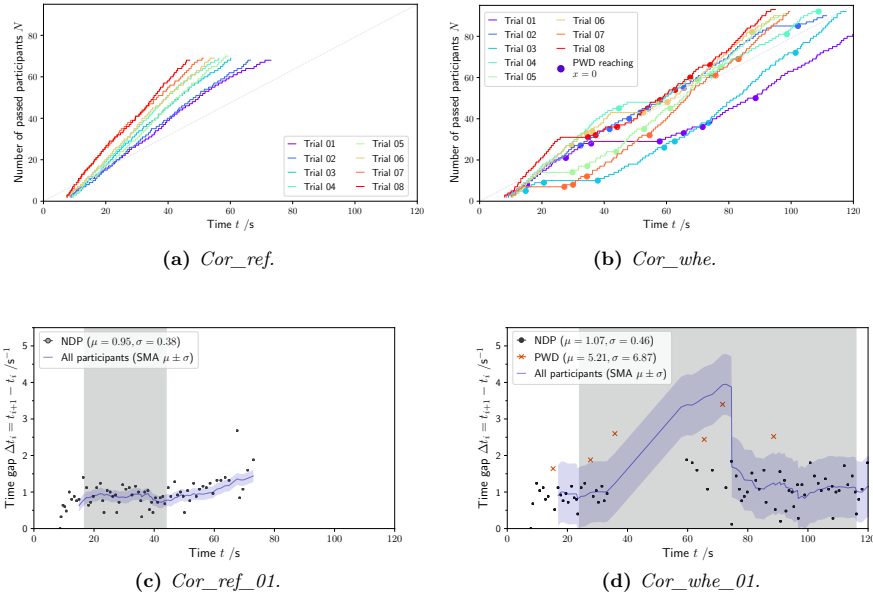 Number of passed participants N
80
60
40
20
0
0 20 40 60 80 100 120
Time t /s
Trial 01
Trial 02
Trial 03
Trial 04
Trial 05
Trial 06
Trial 07
Trial 08
(a) Cor_ref.
Number of passed participants N
80
60
40
20
0
0 20 40 60 80 100 120
Time t /s
Trial 01
Trial 02
Trial 03
Trial 04
Trial 05
Trial 06
Trial 07
Trial 08
PWD reaching
x = 0
(b) Cor_whe.
Time gap Δt_i = t_{i+1} − t_i /s⁻¹
5
4
3
2
1
0
0 20 40 60 80 100 120
Time t /s
NDP (μ = 0.95, σ = 0.38)
All participants (SMA μ ± σ)
(c) Cor_ref_01.
Time gap Δt_i = t_{i+1} − t_i /s⁻¹
5
4
3
2
1
0
0 20 40 60 80 100 120
Time t /s
NDP (μ = 1.07, σ = 0.46)
PWD (μ = 5.21, σ = 6.87)
All participants (SMA μ ± σ)
(d) Cor_whe_01.